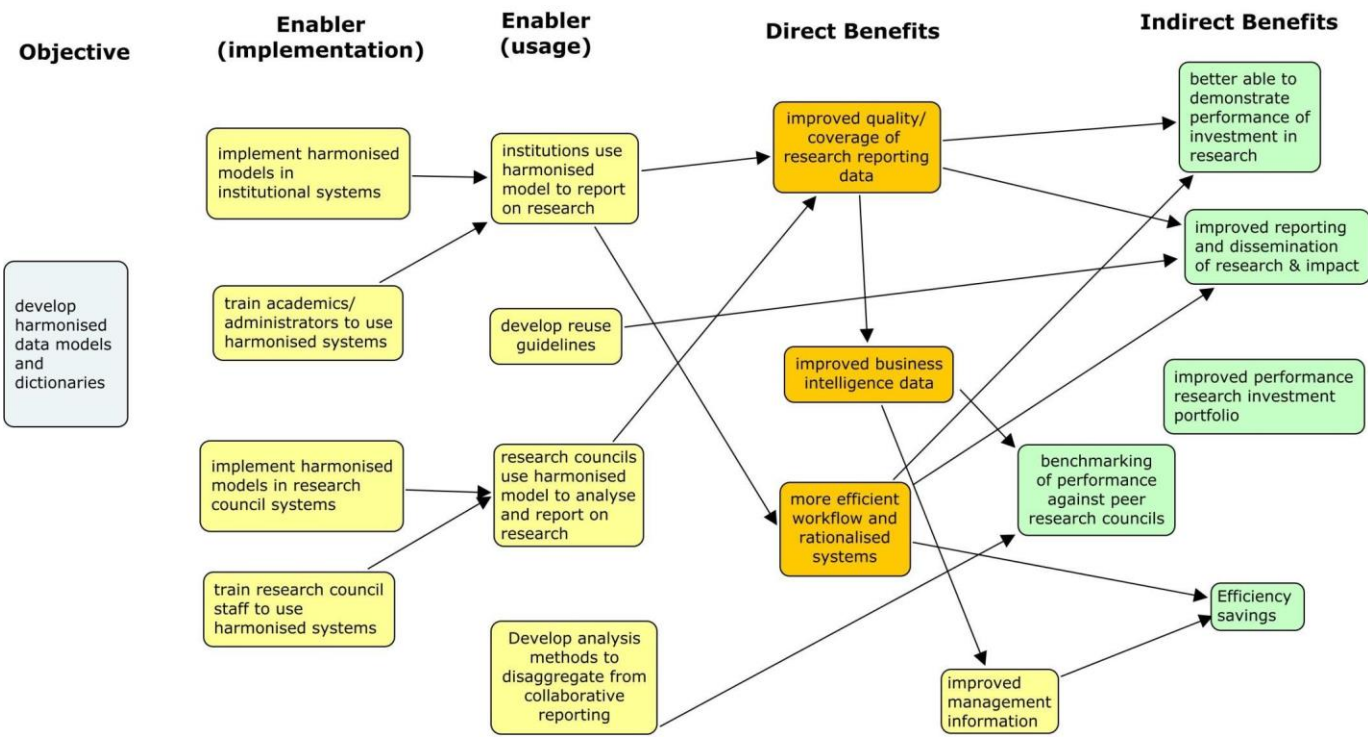 Objective
Enabler
(implementation)
Enabler
(usage)
Direct Benefits
Indirect Benefits
develop
harmonised
data models
and
dictionaries
implement harmonised
models in
institutional systems
train academics/
administrators to use
harmonised systems
implement harmonised
models in research
council systems
train research council
staff to use
harmonised systems
institutions use
harmonised
model to report
on research
develop reuse
guidelines
research councils
use harmonised
model to analyse
and report on
research
Develop analysis
methods to
disaggregate from
collaborative
reporting
improved quality/
coverage of
research reporting
data
improved business
intelligence data
more efficient
workflow and
rationalised
systems
improved
management
information
better able to
demonstrate
performance of
investment in
research
improved reporting
and dissemination
of research & impact
improved performance
research investment
portfolio
benchmarking
of performance
against peer
research councils
Efficiency
savings